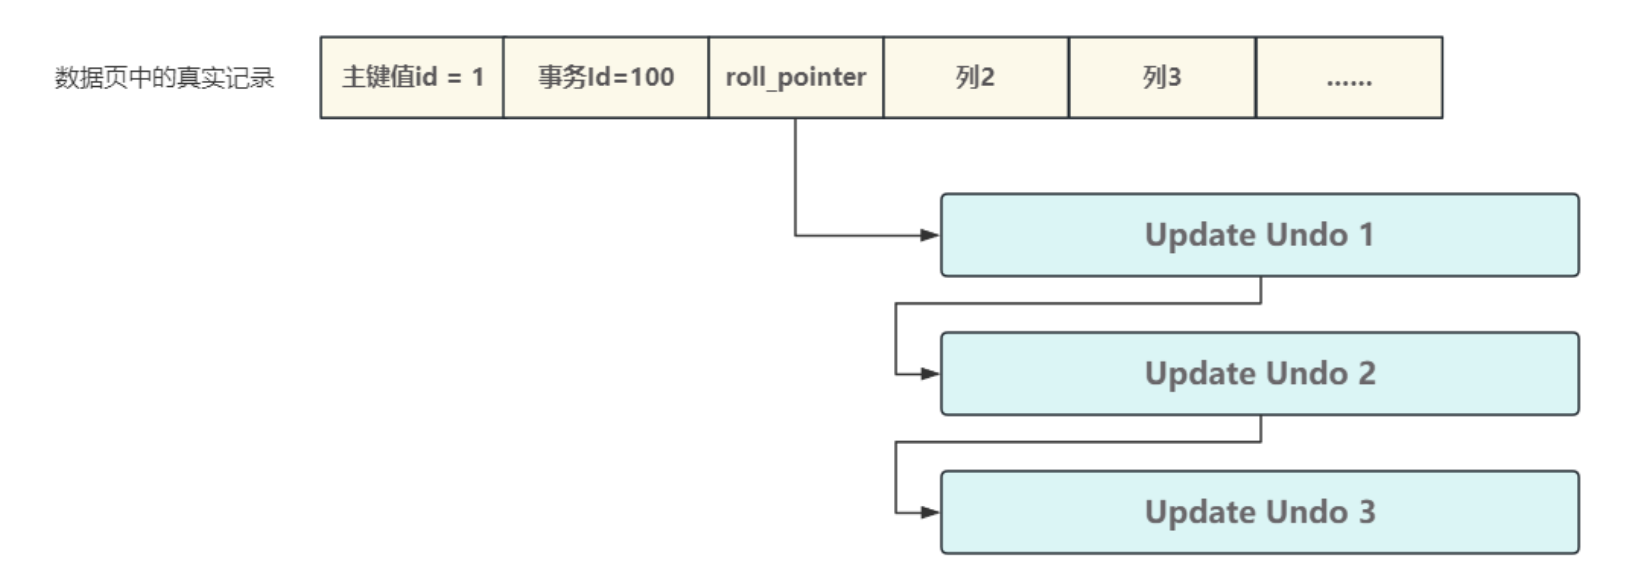 数据页中的真实记录
主键值id = 1
事务Id=100
roll_pointer
列2
列3
......
Update Undo 1
Update Undo 2
Update Undo 3